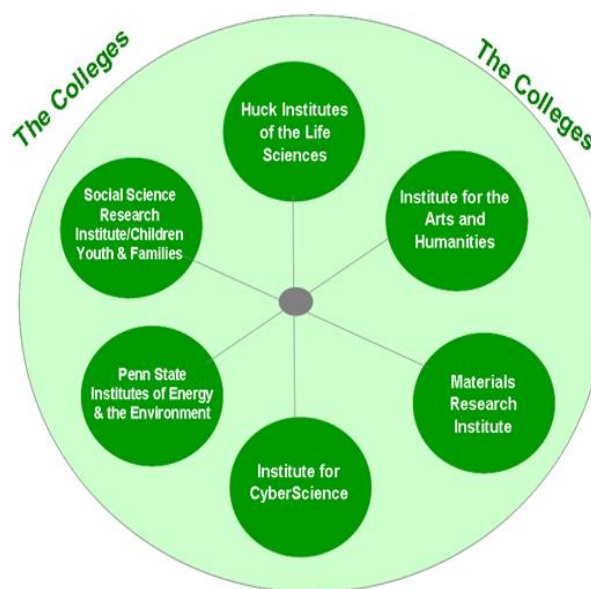 The Colleges
The Colleges
Huck Institutes
of the Life
Sciences
Social Science
Research
Institute/Children
Youth & Families
Institute for the
Arts and
Humanities
Penn State
Institutes of Energy
& the Environment
Materials
Research
Institute
Institute for
CyberScience